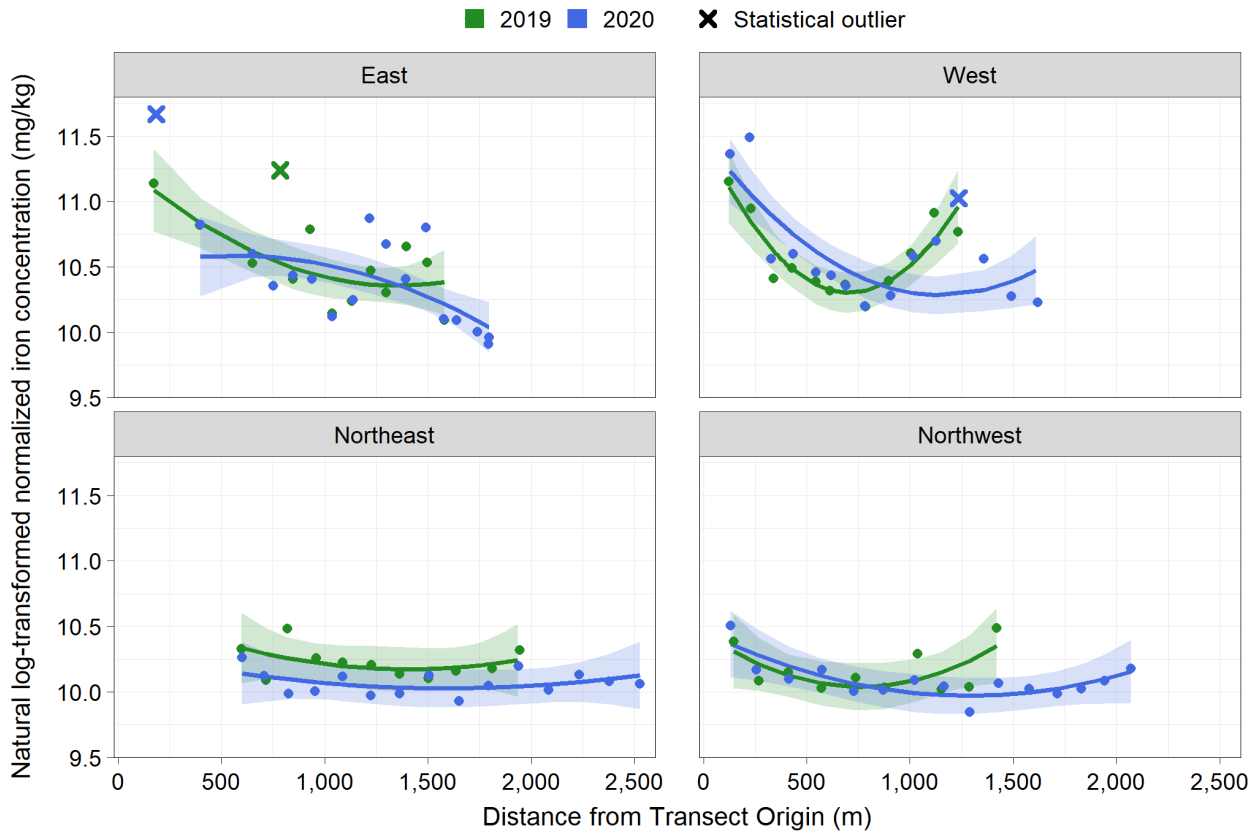 2019 2020 Statistical outlier
East West
Natural log-transformed normalized iron concentration (mg/kg)
11.5
11.0
10.5
10.0
9.5
Northeast Northwest
11.5
11.0
10.5
10.0
9.5
0 500 1,000 1,500 2,000 2,500 0 500 1,000 1,500 2,000 2,500
Distance from Transect Origin (m)